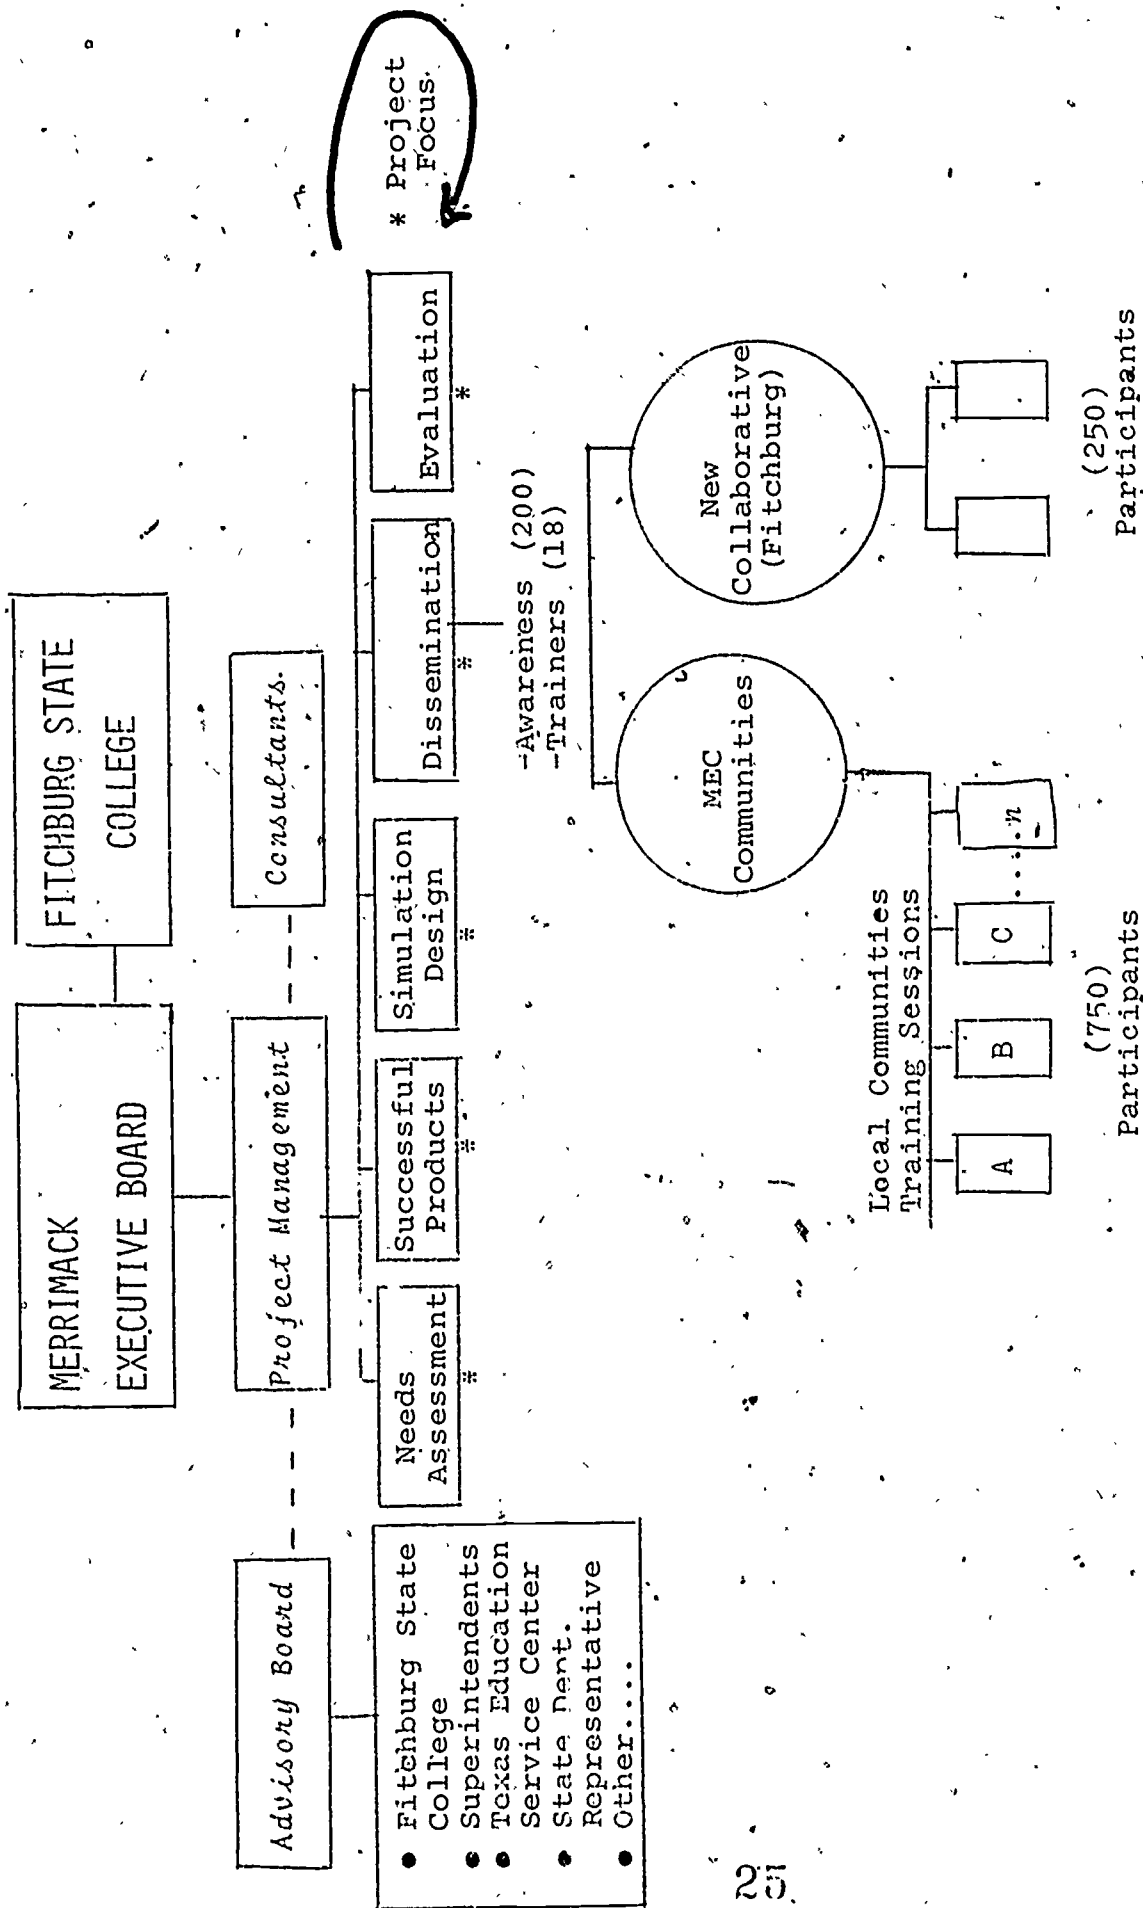 MERRIMACK
EXECUTIVE BOARD
FITCHBURG STATE
COLLEGE
Advisory Board
Project Management
Consultants.
● Fitchburg State
College
● Superintendents
● Texas Education
Service Center
● State Dept.
Representative
● Other....
Needs
Assessment
*
Successful
Products
*
Simulation
Design
*
Dissemination
*
Evaluation
*
* Project
Focus.
-Awareness (200)
-Trainers (18)
MEC
Communities
New
Collaborative
(Fitchburg)
Local Communities
Training Sessions
A
B
C
.....n
(750)
Participants
(250)
Participants
25